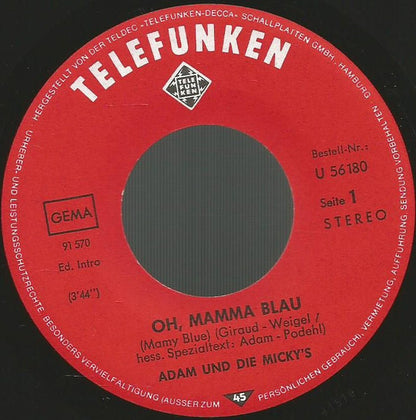 HERGESTELLT VON DER TELDEC »TELEFUNKEN-DECCA« SCHALLPLATTEN GMBH · HAMBURG
TELEFUNKEN
TELE
FUN
KEN
Bestell-Nr.:
U 56180
Seite 1
STEREO
GEMA
91 570
Ed. Intro
(3'44")
OH, MAMMA BLAU
(Mamy Blue) (Giraud - Weigel /
hess. Spezialtext: Adam - Podehl)
ADAM UND DIE MICKY'S
URHEBER- UND LEISTUNGSSCHUTZRECHTE, BESONDERS VERVIELFÄLTIGUNG (AUSSER ZUM
45
PERSÖNLICHEN GEBRAUCH), VERMIETUNG, AUFFÜHRUNG, SENDUNG VORBEHALTEN